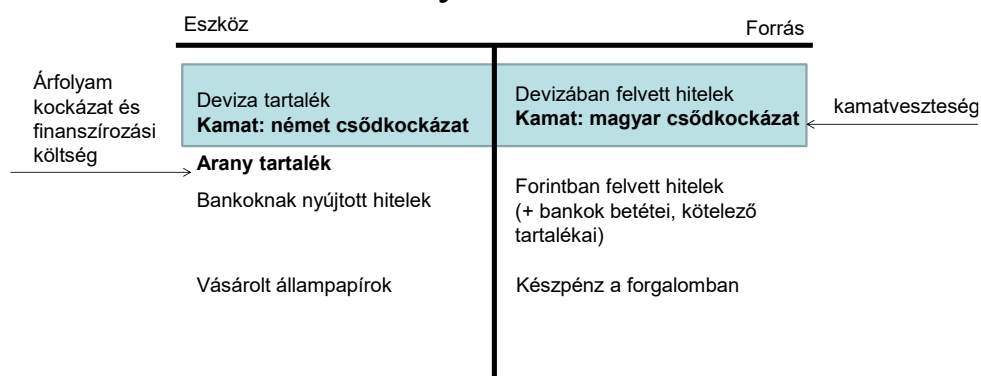 Eszköz
Forrás
Árfolyam
kockázat és
finanszírozási
költség
Deviza tartalék
Kamat: német csődkockázat
Devizában felvett hitelek
Kamat: magyar csődkockázat
kamatveszteség
Arany tartalék
Bankoknak nyújtott hitelek
Forintban felvett hitelek
(+ bankok betétei, kötelező
tartalékai)
Vásárolt állampapírok
Készpénz a forgalomban